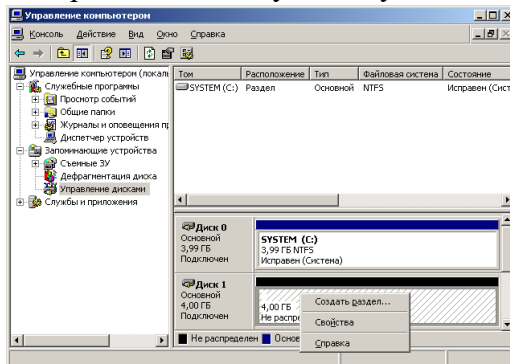 Управление компьютером
Консоль Действие Вид Окно Справка
Управление компьютером (локаль
Служебные программы
Просмотр событий
Общие папки
Журналы и оповещения пр
Диспетчер устройств
Запоминающие устройства
Съемные ЗУ
Дефрагментация диска
Управление дисками
Службы и приложения
Том Расположение Тип Файловая система Состояние
SYSTEM (C:) Раздел Основной NTFS Исправен (Сист
Диск 0
Основной
3,99 ГБ
Подключен
SYSTEM (C:)
3,99 ГБ NTFS
Исправен (Система)
Диск 1
Основной
4,00 ГБ
Подключен
4,00 ГБ
Не распре
Создать раздел...
Свойства
Справка
Не распределен Основ